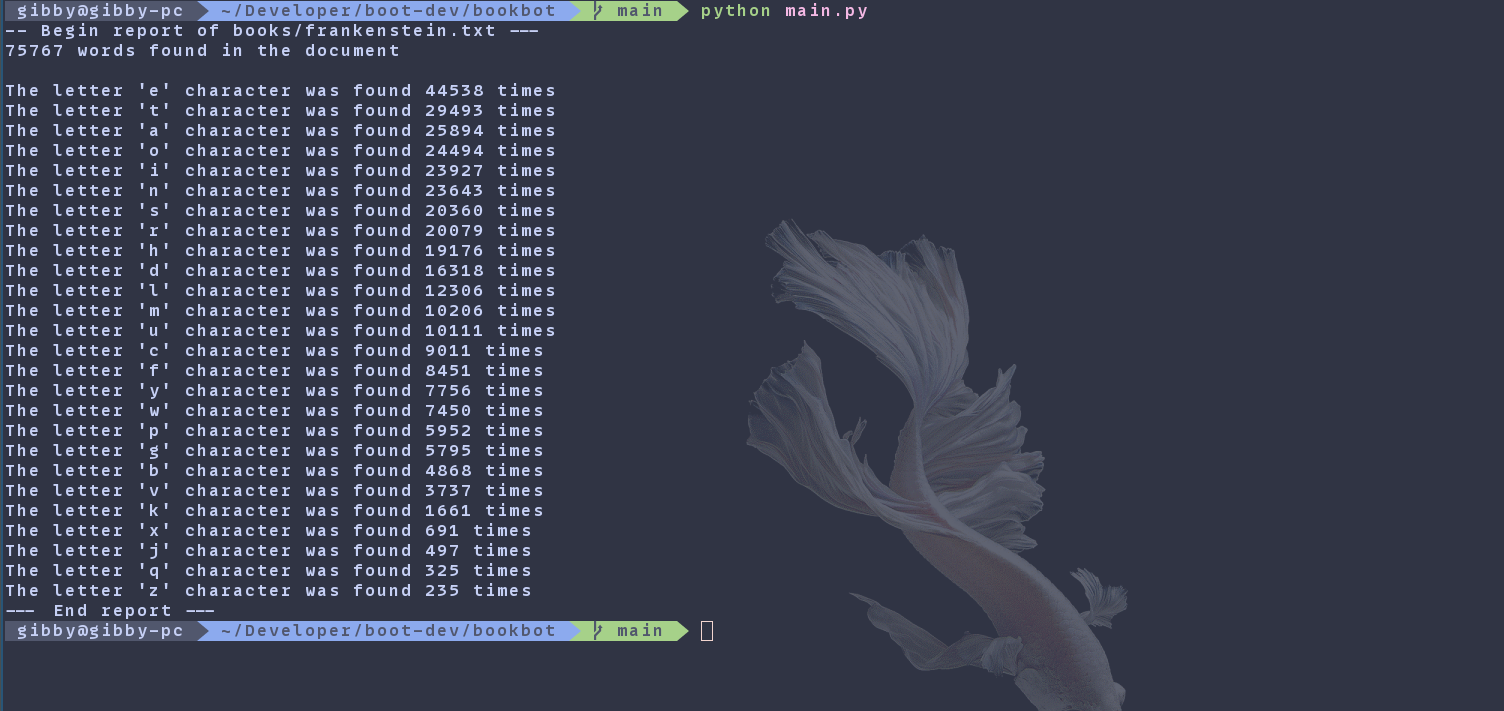 gibby@gibby-pc ~/Developer/boot-dev/bookbot main python main.py
-- Begin report of books/frankenstein.txt ---
75767 words found in the document
The letter 'e' character was found 44538 times
The letter 't' character was found 29493 times
The letter 'a' character was found 25894 times
The letter 'o' character was found 24494 times
The letter 'i' character was found 23927 times
The letter 'n' character was found 23643 times
The letter 's' character was found 20360 times
The letter 'r' character was found 20079 times
The letter 'h' character was found 19176 times
The letter 'd' character was found 16318 times
The letter 'l' character was found 12306 times
The letter 'm' character was found 10206 times
The letter 'u' character was found 10111 times
The letter 'c' character was found 9011 times
The letter 'f' character was found 8451 times
The letter 'y' character was found 7756 times
The letter 'w' character was found 7450 times
The letter 'p' character was found 5952 times
The letter 'g' character was found 5795 times
The letter 'b' character was found 4868 times
The letter 'v' character was found 3737 times
The letter 'k' character was found 1661 times
The letter 'x' character was found 691 times
The letter 'j' character was found 497 times
The letter 'q' character was found 325 times
The letter 'z' character was found 235 times
--- End report ---
gibby@gibby-pc ~/Developer/boot-dev/bookbot main